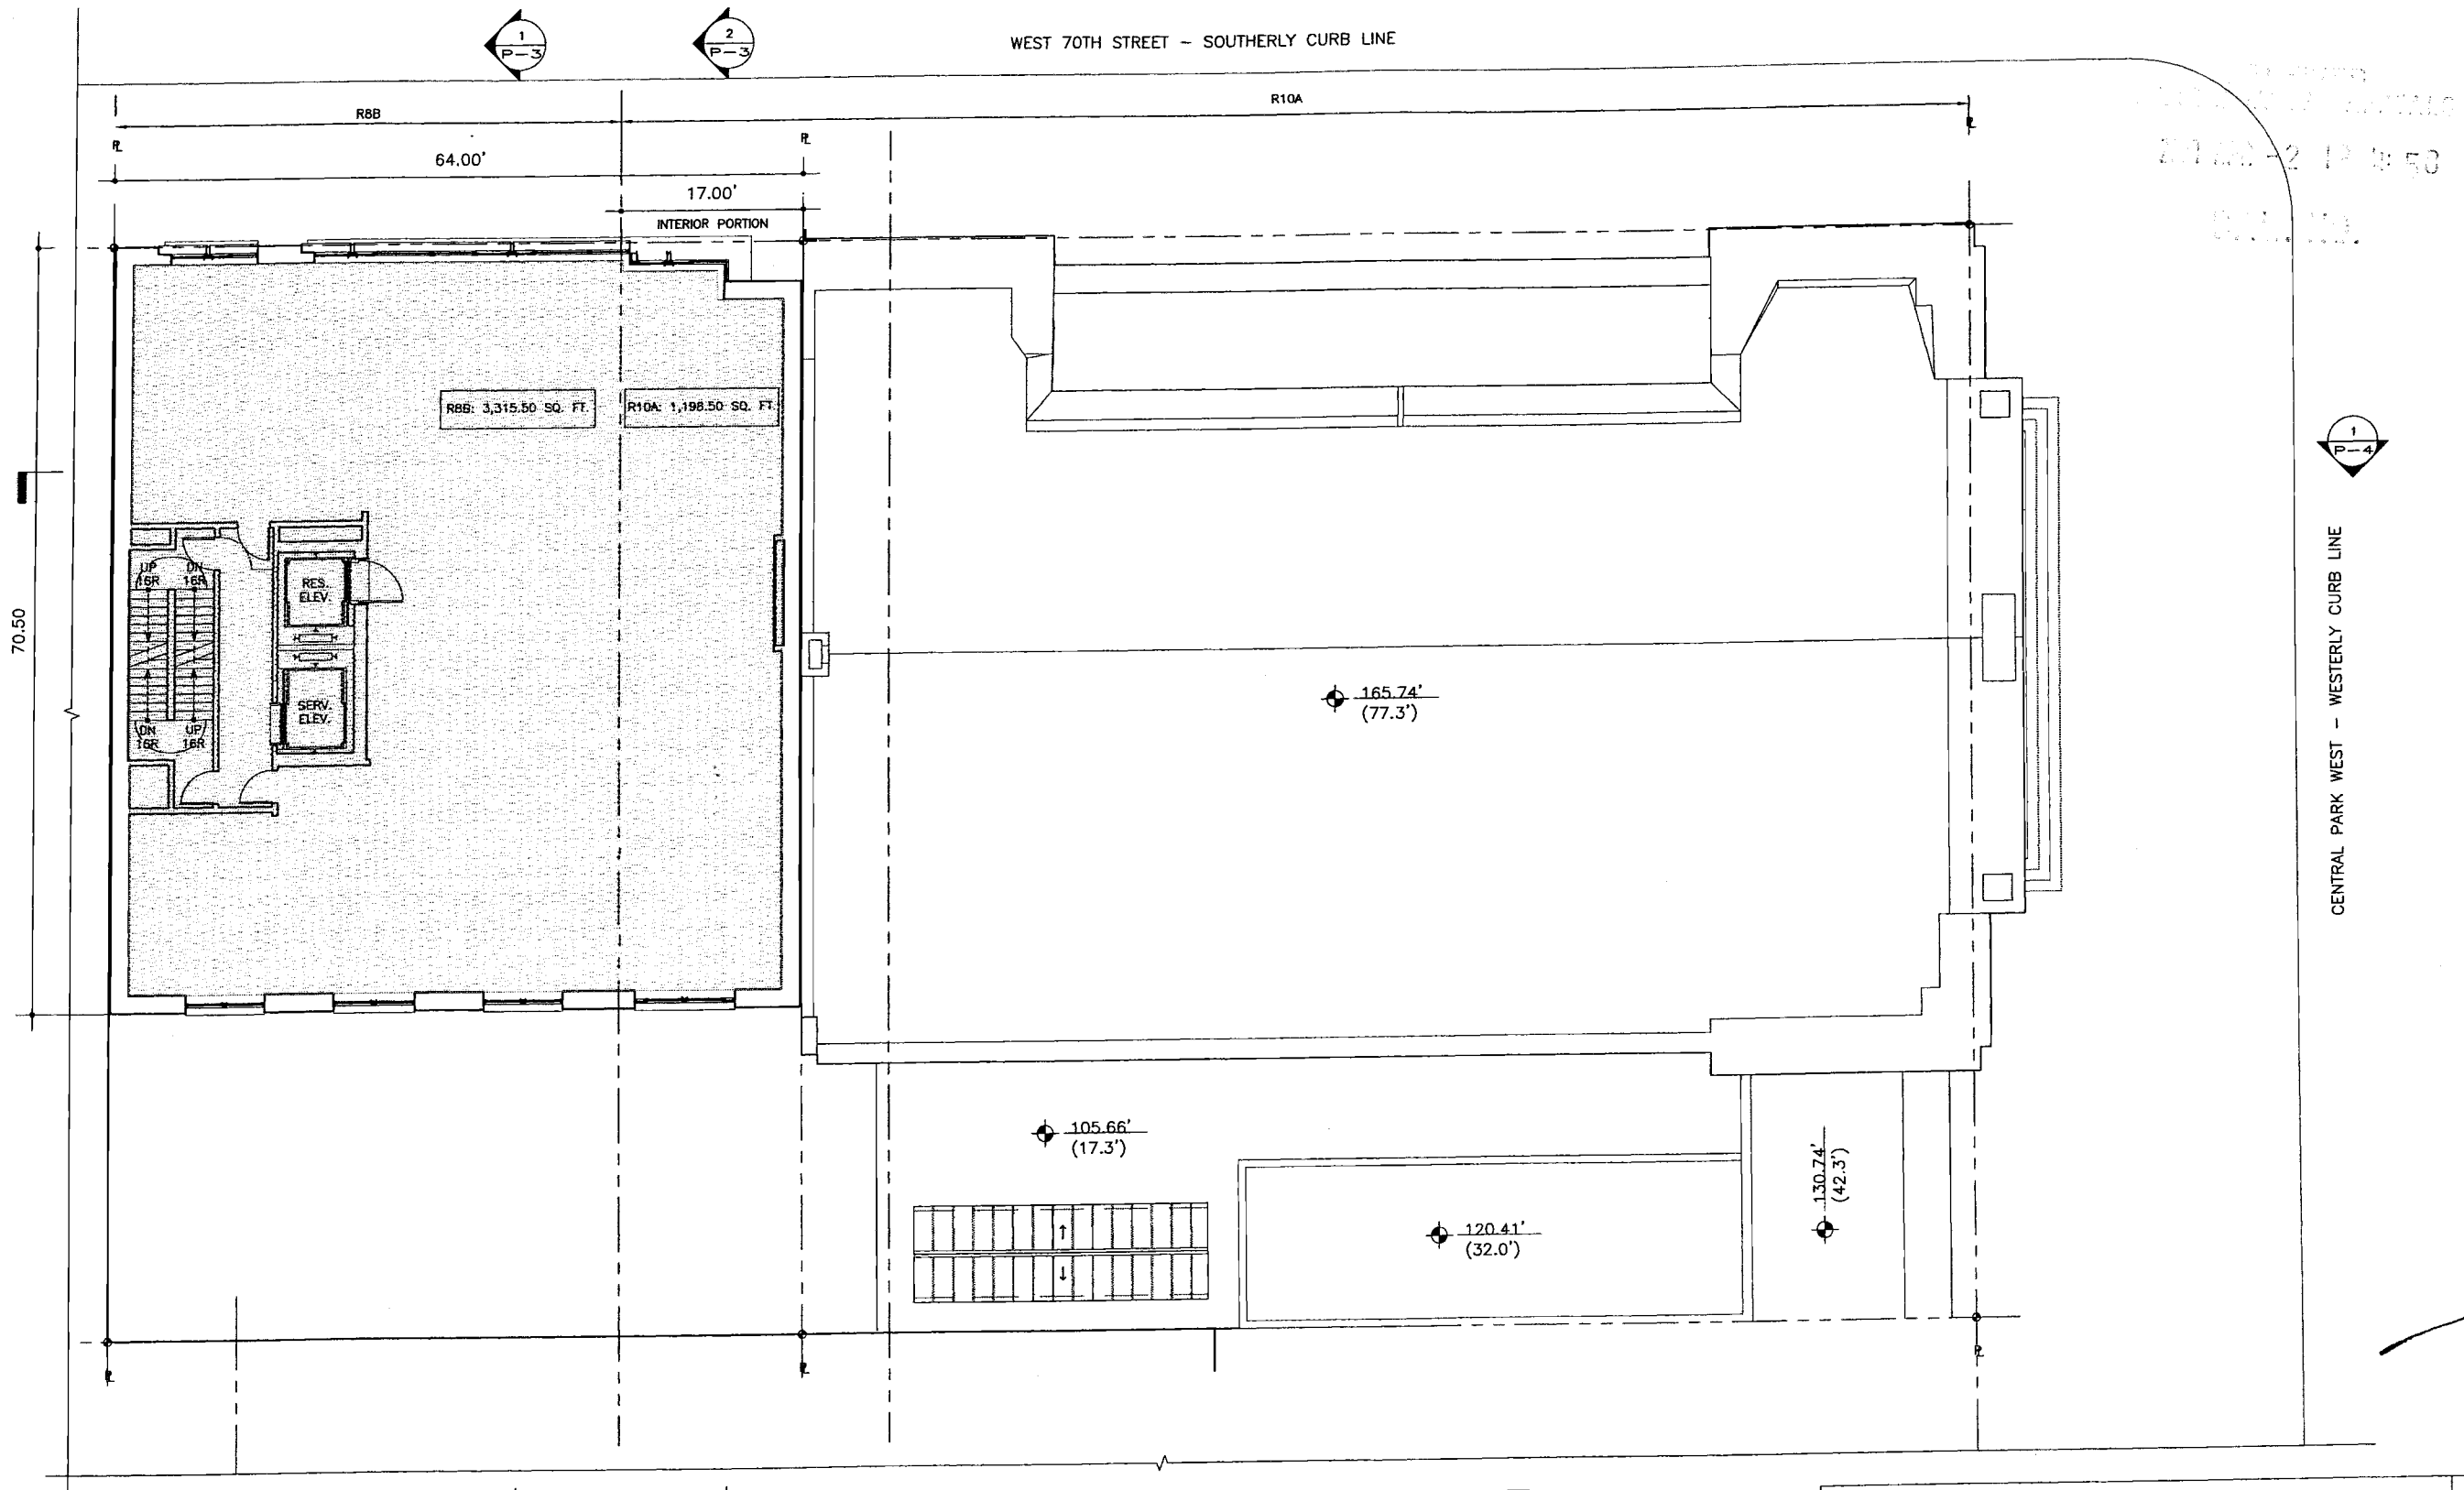 1
P-3
2
P-3
WEST 70TH STREET - SOUTHERLY CURB LINE
R8B
R10A
64.00'
17.00'
INTERIOR PORTION
R8B: 3,315.50 SQ. FT.
R10A: 1,198.50 SQ. FT.
1
P-4
CENTRAL PARK WEST - WESTERLY CURB LINE
70.50
UP
16R
DN
16R
RES.
ELEV.
SERV.
ELEV.
DN
16R
UP
16R
165.74'
(77.3')
105.66'
(17.3')
120.41'
(32.0')
130.74'
(42.3')